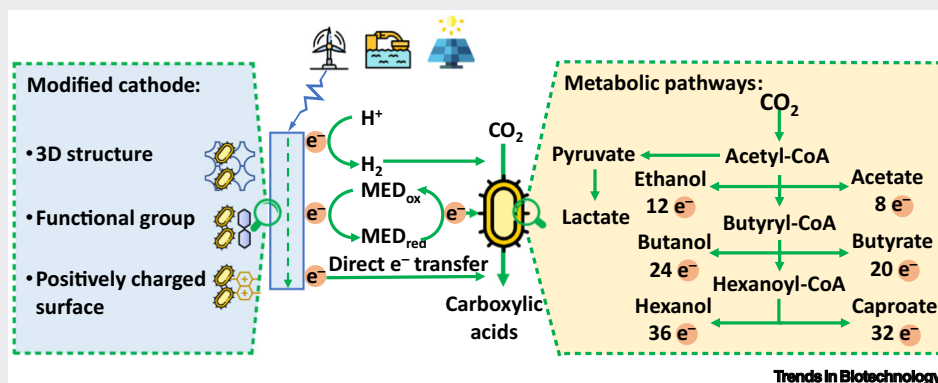 Modified cathode:
• 3D structure
• Functional group
• Positively charged
surface
e⁻
H⁺
H₂
e⁻
MED_ox
MED_red
e⁻
e⁻
Direct e⁻ transfer
CO₂
Carboxylic
acids
Metabolic pathways:
CO₂
Pyruvate
Acetyl-CoA
Lactate
Ethanol
12 e⁻
Acetate
8 e⁻
Butyryl-CoA
Butanol
24 e⁻
Butyrate
20 e⁻
Hexanoyl-CoA
Hexanol
36 e⁻
Caproate
32 e⁻
Trends in Biotechnology